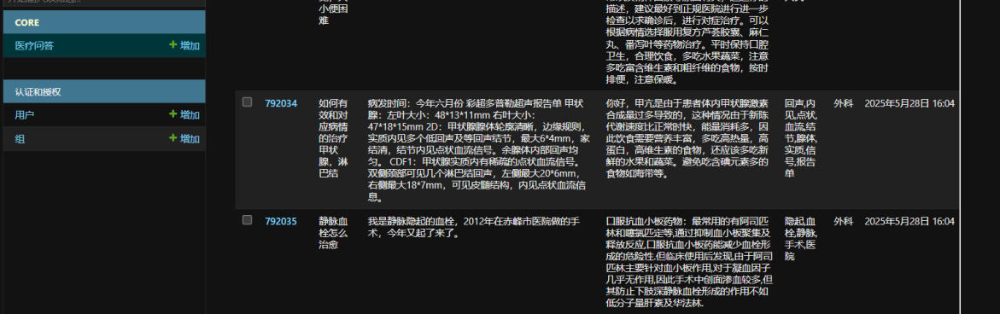 CORE
医疗问答
增加
认证和授权
用户
增加
组
增加
小便困
难
描述，建议最好到正规医院进行进一步
检查以求确诊后，进行对症治疗。可以
根据病情选择服用复方芦荟胶囊、麻仁
丸、番泻叶等药物治疗。平时保持口腔
卫生，合理饮食，多吃水果蔬菜，注意
多吃富含维生素和粗纤维的食物，按时
排便，注意保暖。
792034
如何有
效和对
应病情
的治疗
甲状
腺，淋
巴结
病发时间：今年六月份 彩超多普勒超声报告单 甲状
腺：左叶大小：48*13*11mm 右叶大小：
47*18*15mm 2D：甲状腺腺体轮廓清晰，边缘规则，
实质内见多个低回声及等回声结节，最大6*4mm，家
结清，结节内见点状血流信号。余腺体内部回声均
匀。 CDF1：甲状腺实质内有稀疏的点状血流信号。
双侧颈部可见几个淋巴结回声，左侧最大20*6mm，
右侧最大18*7mm，可见皮髓结构，内见点状血流信
息。
你好，甲亢是由于患者体内甲状腺激素
合成量过多导致的，这种情况由于新陈
代谢速度比正常时快，能量消耗多，因
此饮食需要营养丰富，多吃高热量，高
蛋白，高维生素的食物，还应该多吃新
鲜的水果和蔬菜。避免吃含碘元素多的
食物如海带等。
回声,内
见,点状,
血流,结
节,腺体,
实质,信
号,报告
单
外科
2025年5月28日 16:04
792035
静脉血
栓怎么
治愈
我是静脉隐起的血栓，2012年在赤峰市医院做的手
术，今年又起了来了。
口服抗血小板药物：最常用的有阿司
匹林和噻氯匹定等,通过抑制血小板聚集及
释放反应,口服抗血小板药能减少血栓形
成的危险性.但临床使用后发现,由于阿司
匹林主要针对血小板作用,对于凝血因子
几乎无作用,因此手术中创面渗血较多,但
其防止下肢深静脉血栓形成的作用不如
低分子量肝素及华法林.
隐起,血
栓,静脉,
手术,医
院
外科
2025年5月28日 16:04